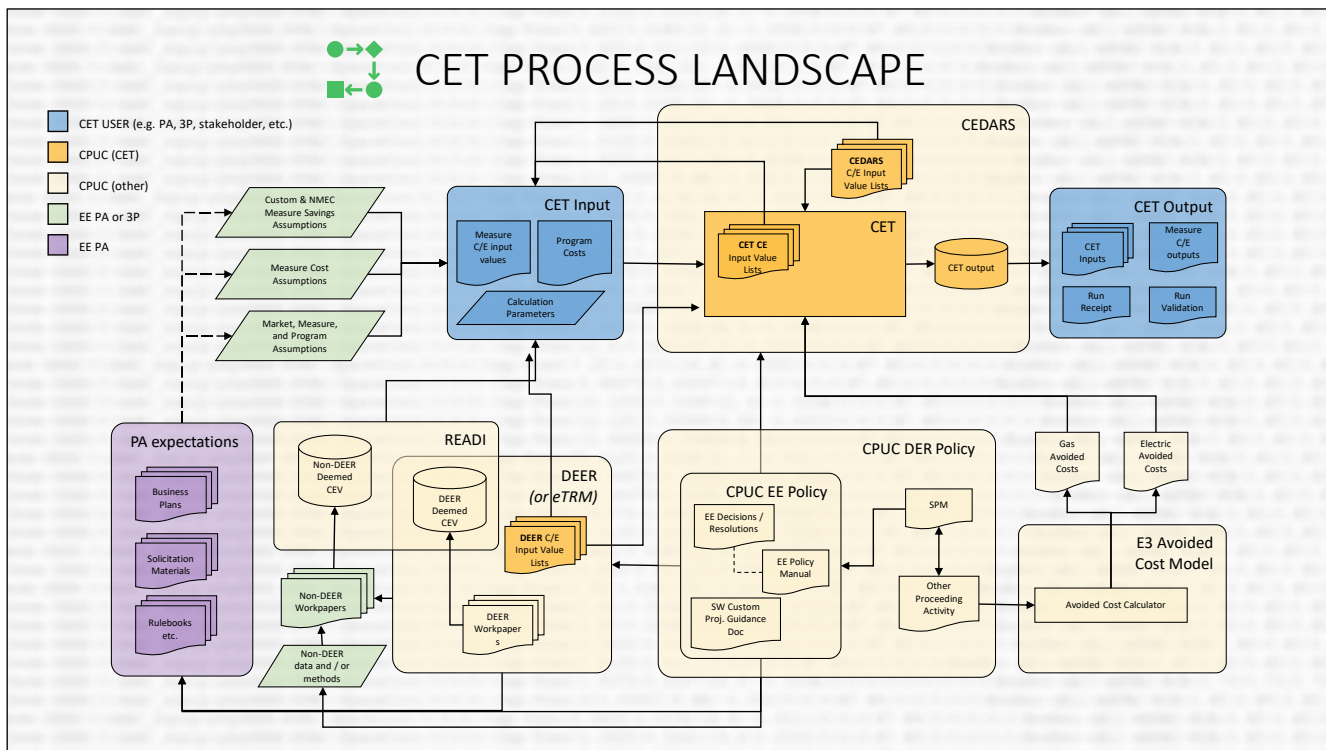 CET PROCESS LANDSCAPE
CET USER (e.g. PA, 3P, stakeholder, etc.)
CPUC (CET)
CPUC (other)
EE PA or 3P
EE PA
Custom & NMEC
Measure Savings
Assumptions
Measure Cost
Assumptions
Market, Measure,
and Program
Assumptions
CET Input
Measure
C/E input
values
Program
Costs
Calculation
Parameters
CEDARS
CEDARS
C/E Input
Value Lists
CET
CET CE
Input Value
Lists
CET output
CET Output
CET
Inputs
Measure
C/E
outputs
Run
Receipt
Run
Validation
PA expectations
Business
Plans
Solicitation
Materials
Rulebooks
etc.
READI
Non-DEER
Deemed
CEV
DEER
(or eTRM)
DEER
Deemed
CEV
DEER C/E
Input Value
Lists
Non-DEER
Workpapers
DEER
Workpaper
s
Non-DEER
data and / or
methods
CPUC DER Policy
CPUC EE Policy
EE Decisions /
Resolutions
EE Policy
Manual
SW Custom
Proj. Guidance
Doc
SPM
Other
Proceeding
Activity
Gas
Avoided
Costs
Electric
Avoided
Costs
E3 Avoided
Cost Model
Avoided Cost Calculator